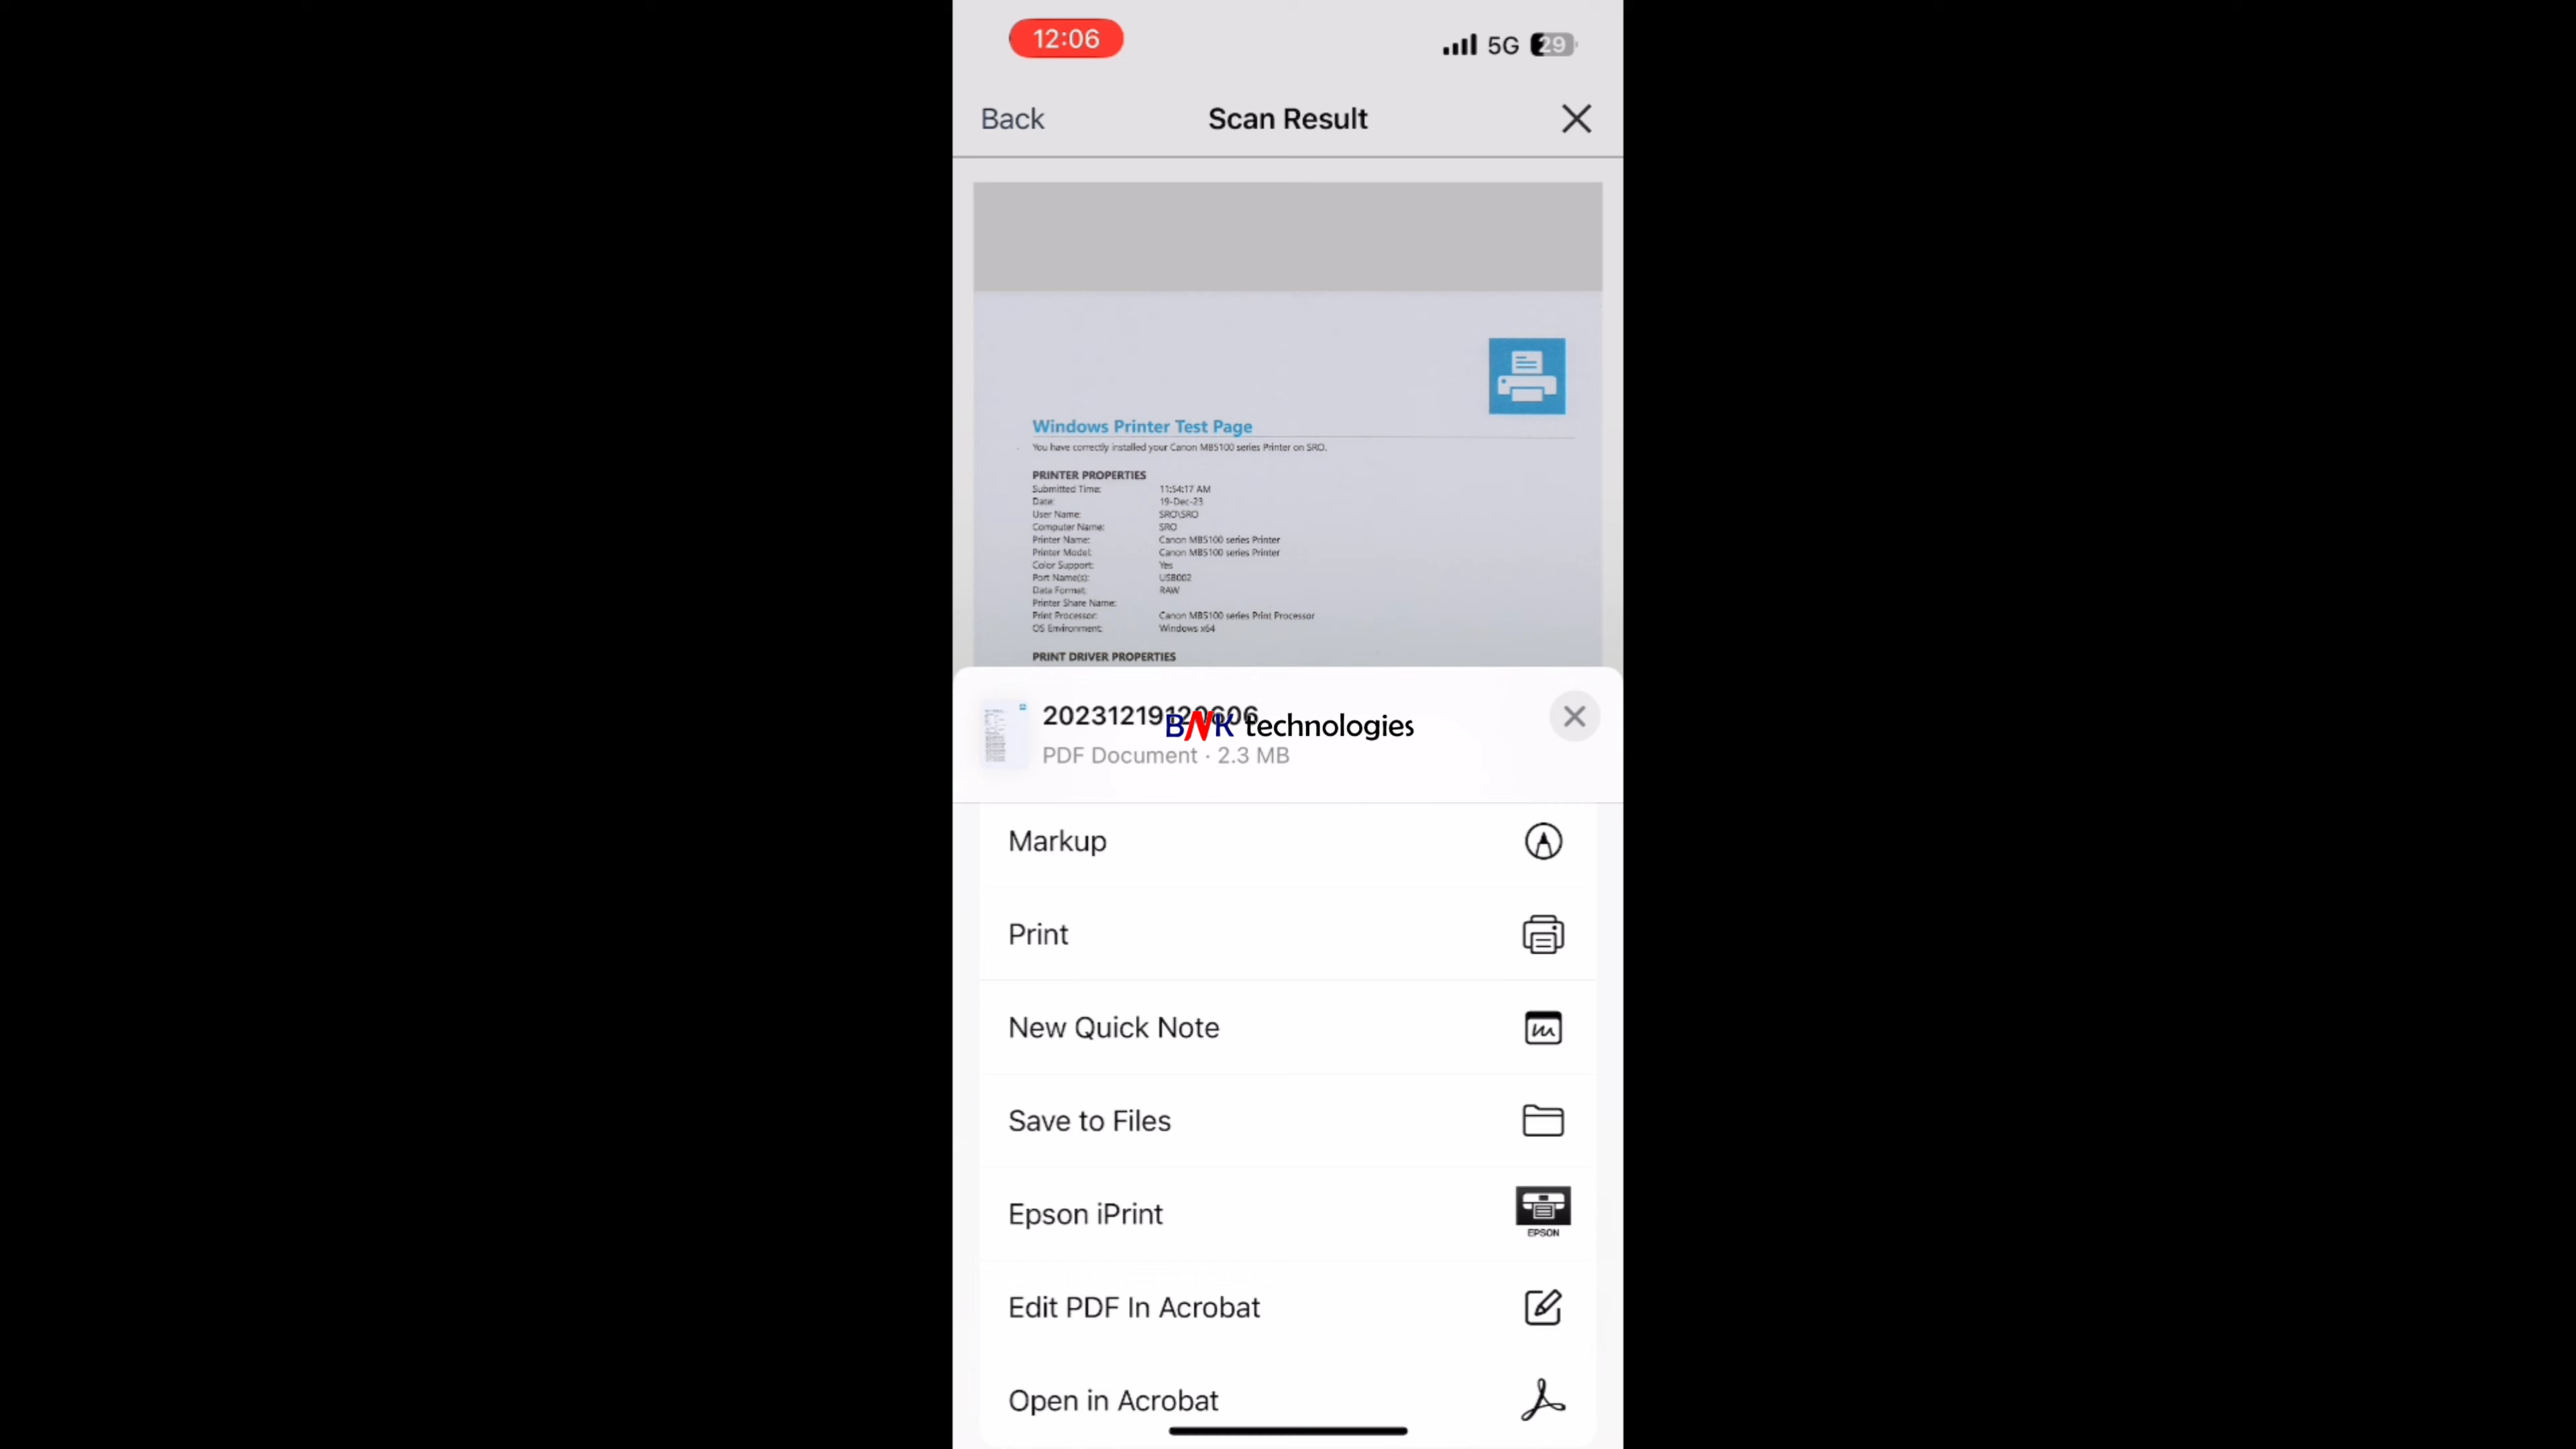 12:06 5G 29
Back Scan Result
Windows Printer Test Page
You have correctly installed your Canon MB5100 series Printer on SRO.
PRINTER PROPERTIES
Submitted Time: 11:54:17 AM
Date: 19-Dec-23
User Name: SRO\SRO
Computer Name: SRO
Printer Name: Canon MB5100 series Printer
Printer Model: Canon MB5100 series Printer
Color Support: Yes
Port Name(s): USB002
Data Format: RAW
Printer Share Name:
Print Processor: Canon MB5100 series Print Processor
OS Environment: Windows x64
PRINT DRIVER PROPERTIES
20231219120606
BNK technologies
PDF Document · 2.3 MB
Markup
Print
New Quick Note
Save to Files
Epson iPrint
EPSON
Edit PDF In Acrobat
Open in Acrobat